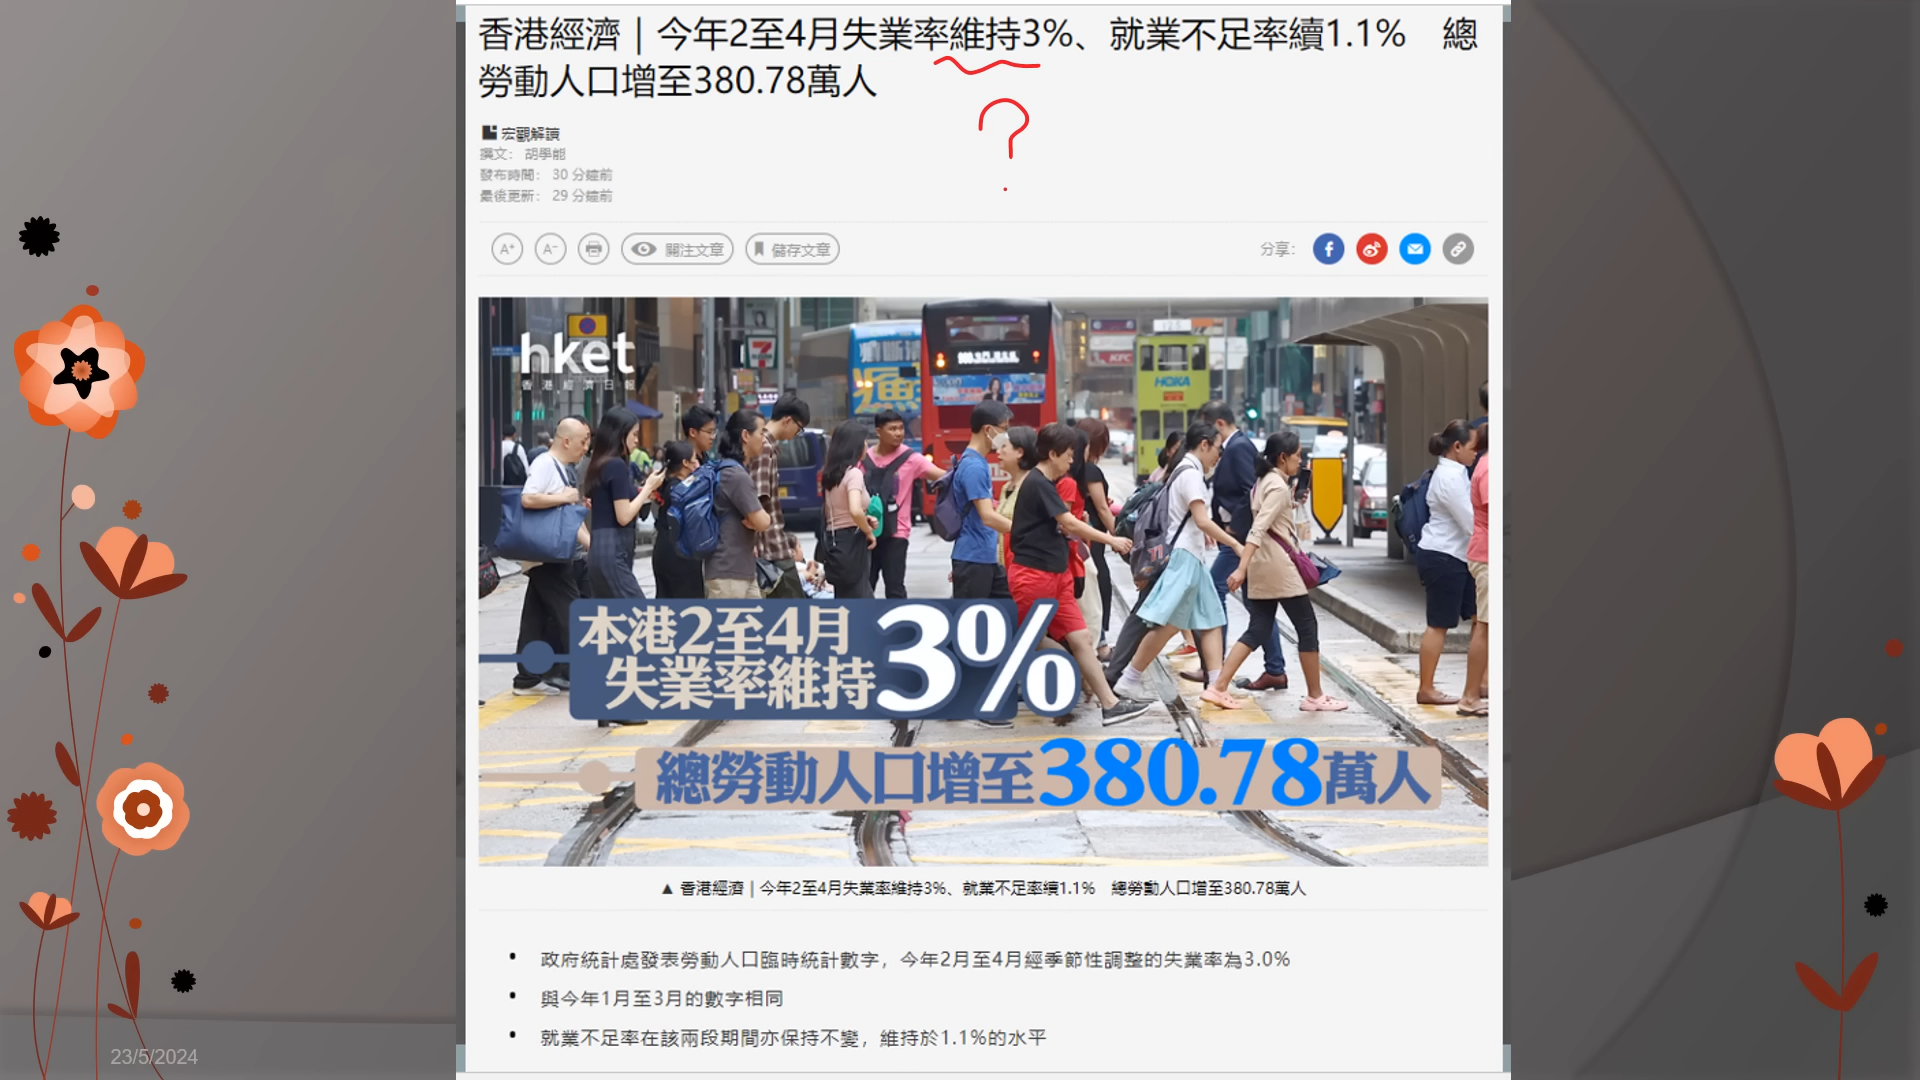 香港經濟｜今年2至4月失業率維持3%、就業不足率續1.1%　總
勞動人口增至380.78萬人
?
宏觀解讀
撰文： 胡學能
發布時間： 30 分鐘前
最後更新： 29 分鐘前
A+ A- 關注文章 儲存文章 分享：
hket
香港經濟日報
7
KFC
HOKA
本港2至4月
失業率維持3%
總勞動人口增至380.78萬人
▲ 香港經濟｜今年2至4月失業率維持3%、就業不足率續1.1%　總勞動人口增至380.78萬人
• 政府統計處發表勞動人口臨時統計數字，今年2月至4月經季節性調整的失業率為3.0%
• 與今年1月至3月的數字相同
• 就業不足率在該兩段期間亦保持不變，維持於1.1%的水平
23/5/2024